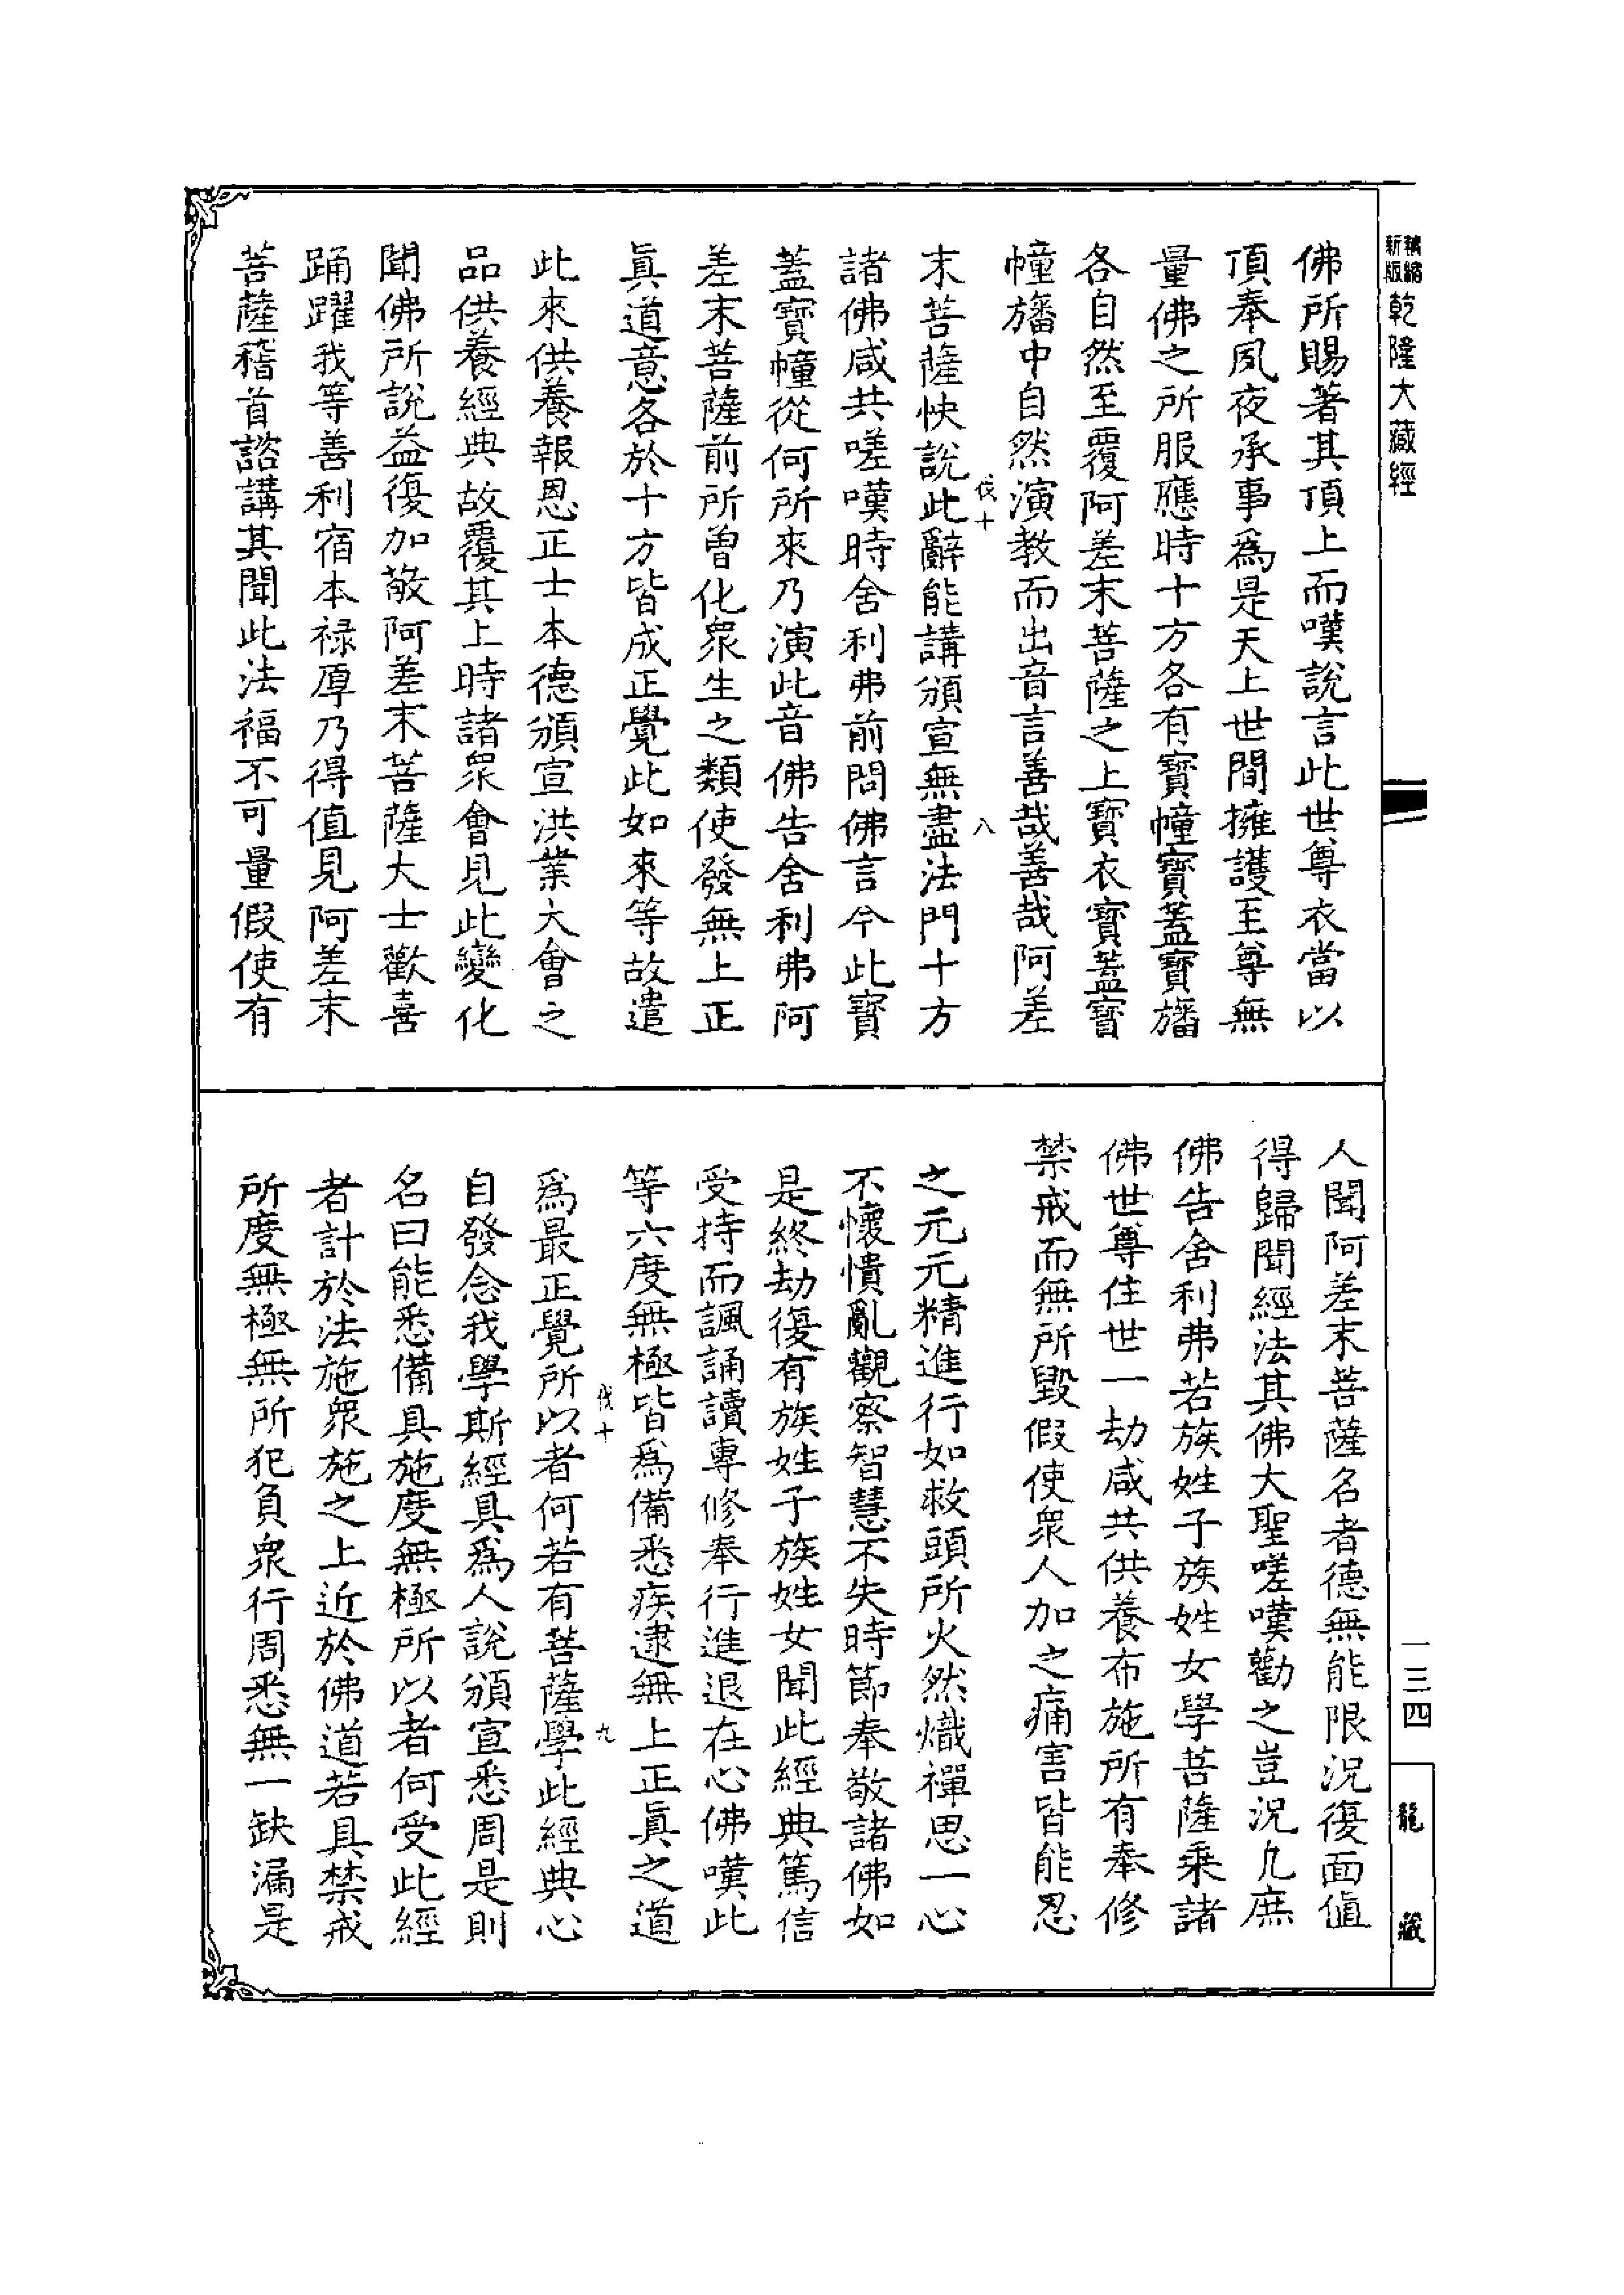 精縮
新版
乾隆大藏經
佛所賜著其頂上而嘆說言此世尊衣當以
頂奉夙夜承事爲是天上世間擁護至尊無
量佛之所服應時十方各有寶幢寶蓋寶旛
各自然至覆阿差末菩薩之上寶衣寶蓋寶
幢旛中自然演教而出音言善哉善哉阿差
伐十
八
末菩薩快說此辭能講頒宣無盡法門十方
諸佛咸共嗟嘆時舍利弗前問佛言今此寶
蓋寶幢從何所來乃演此音佛告舍利弗阿
差末菩薩前所曾化衆生之類使發無上正
眞道意各於十方皆成正覺此如來等故遣
此來供養報恩正士本德頒宣洪業大會之
品供養經典故覆其上時諸衆會見此變化
聞佛所說益復加敬阿差末菩薩大士歡喜
踊躍我等善利宿本祿厚乃得值見阿差末
菩薩稽首諮講其聞此法福不可量假使有
人聞阿差末菩薩名者德無能限況復面值
得歸聞經法其佛大聖嗟嘆勸之豈況凢庶
佛告舍利弗若族姓子族姓女學菩薩乘諸
佛世尊住世一劫咸共供養布施所有奉修
禁戒而無所毀假使衆人加之痛害皆能忍
之元元精進行如救頭所火然熾禪思一心
不懷憒亂觀察智慧不失時節奉敬諸佛如
是終劫復有族姓子族姓女聞此經典篤信
受持而諷誦讀專修奉行進退在心佛嘆此
等六度無極皆爲備悉疾逮無上正眞之道
伐十
九
爲最正覺所以者何若有菩薩學此經典心
自發念我學斯經具爲人說頒宣悉周是則
名曰能悉備具施度無極所以者何受此經
者計於法施衆施之上近於佛道若具禁戒
所度無極無所犯負衆行周悉無一缺漏是
一三四
龍藏